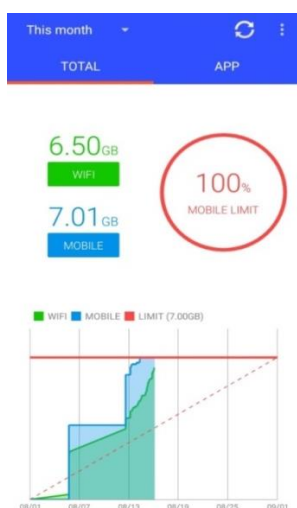 This month
TOTAL APP
6.50GB
WIFI
100%
MOBILE LIMIT
7.01GB
MOBILE
WIFI MOBILE LIMIT (7.00GB)
08/01 08/07 08/13 08/19 08/25 09/01